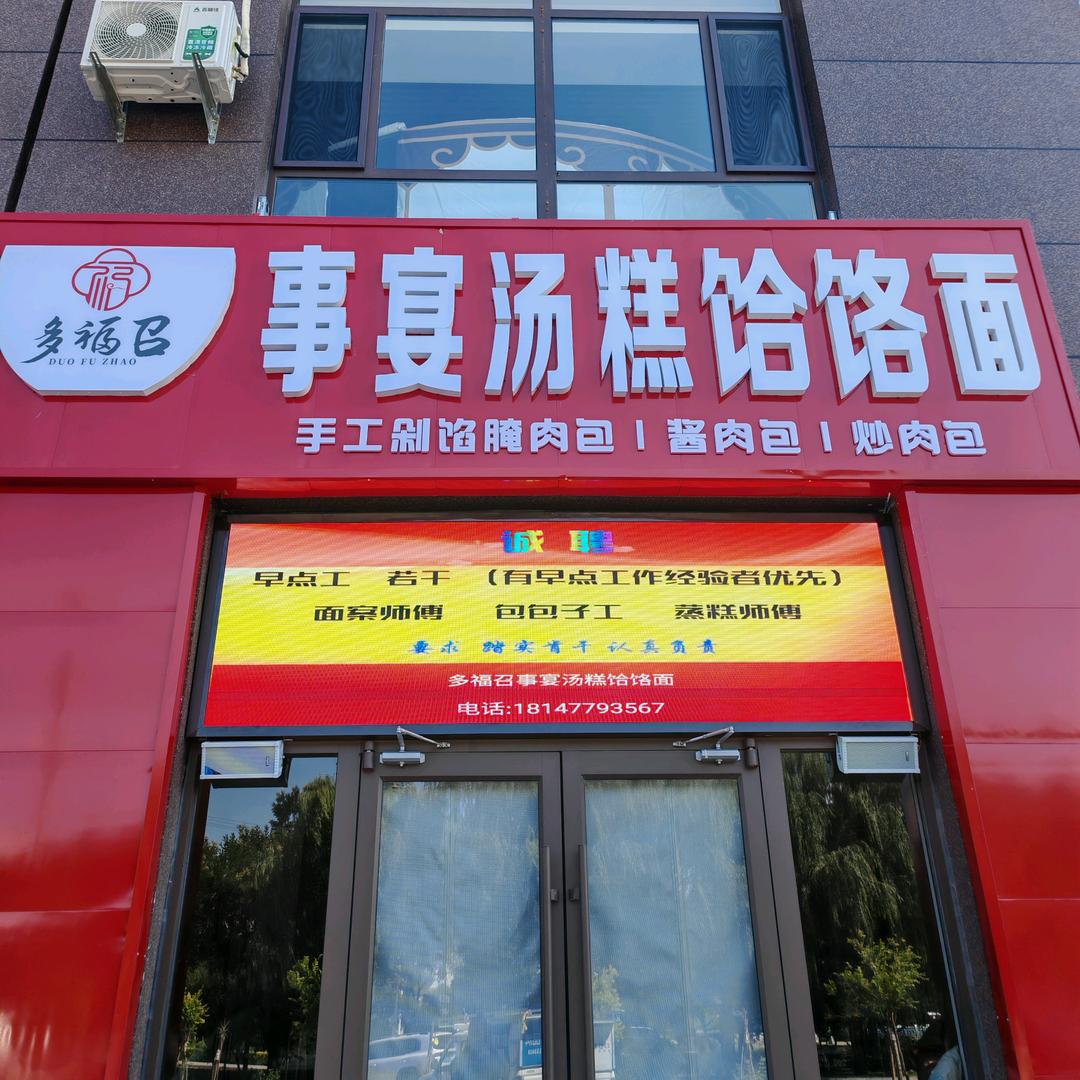 福
多福召
DUO FU ZHAO
事宴汤糕饸饹面
手工剁馅腌肉包|酱肉包|炒肉包
诚 聘
早点工 若干 (有早点工作经验者优先)
面案师傅 包包子工 蒸糕师傅
要求 踏实肯干 认真负责
多福召事宴汤糕饸饹面
电话:18147793567